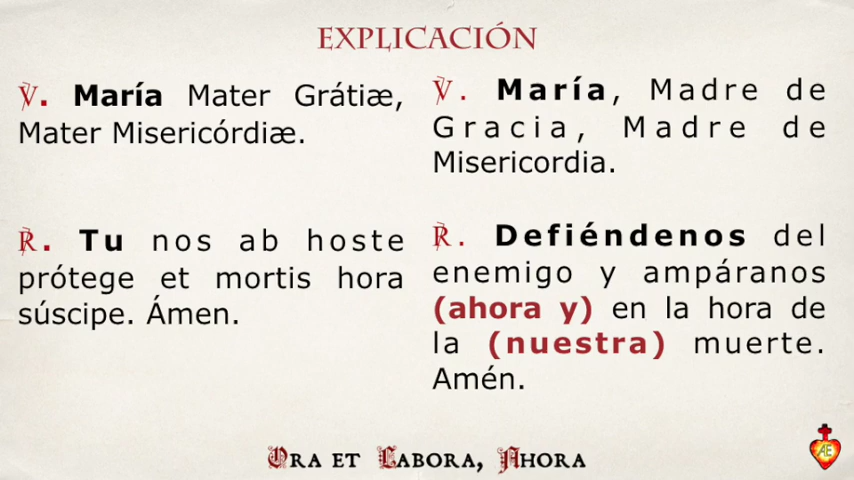 EXPLICACIÓN
℣. María Mater Grátiæ,
Mater Misericórdiæ.
℟. Tu nos ab hoste
prótege et mortis hora
súscipe. Ámen.
℣. María, Madre de
Gracia, Madre de
Misericordia.
℟. Defiéndenos del
enemigo y ampáranos
(ahora y) en la hora de
la (nuestra) muerte.
Amén.
Ora et Labora, Ahora
AE